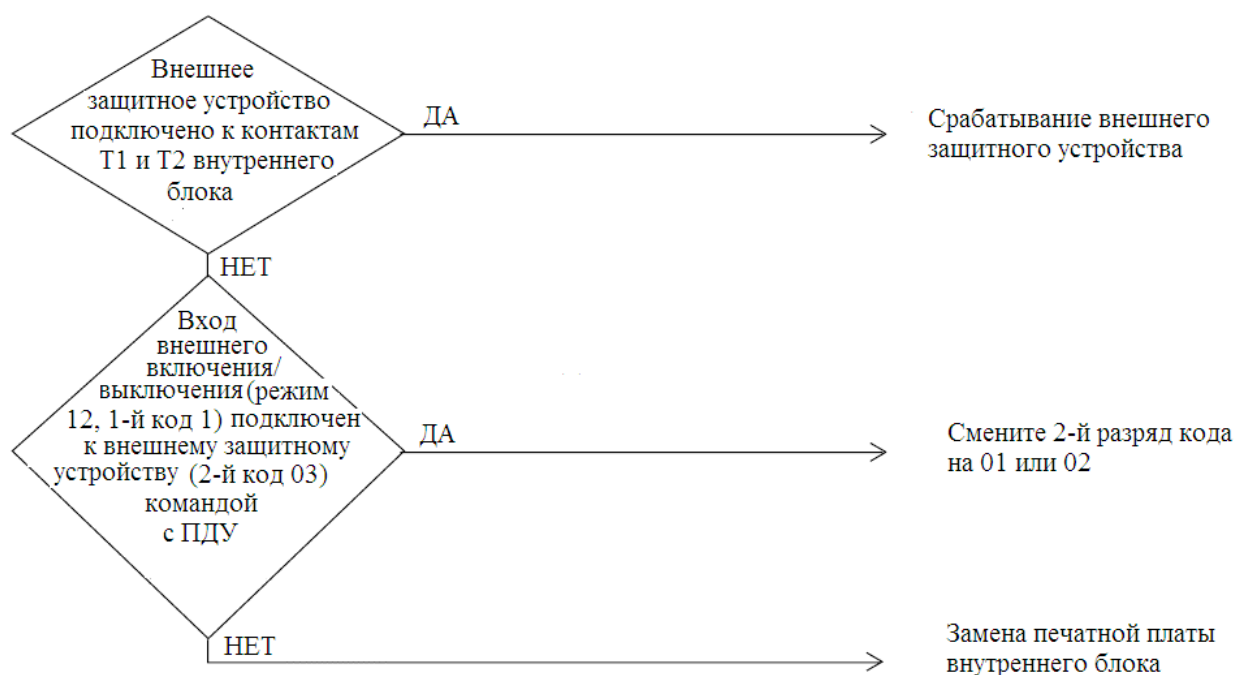 Внешнее
защитное устройство
подключено к контактам
Т1 и Т2 внутреннего
блока
ДА
Срабатывание внешнего
защитного устройства
НЕТ
Вход
внешнего
включения/
выключения (режим
12, 1-й код 1) подключен
к внешнему защитному
устройству (2-й код 03)
командой
с ПДУ
ДА
Смените 2-й разряд кода
на 01 или 02
НЕТ
Замена печатной платы
внутреннего блока